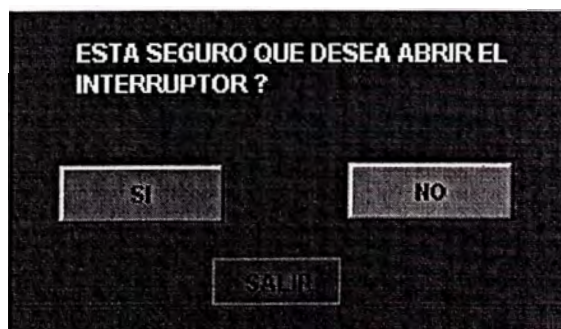 ESTA SEGURO QUE DESEA ABRIR EL
INTERRUPTOR ?
SI
NO
SALIR